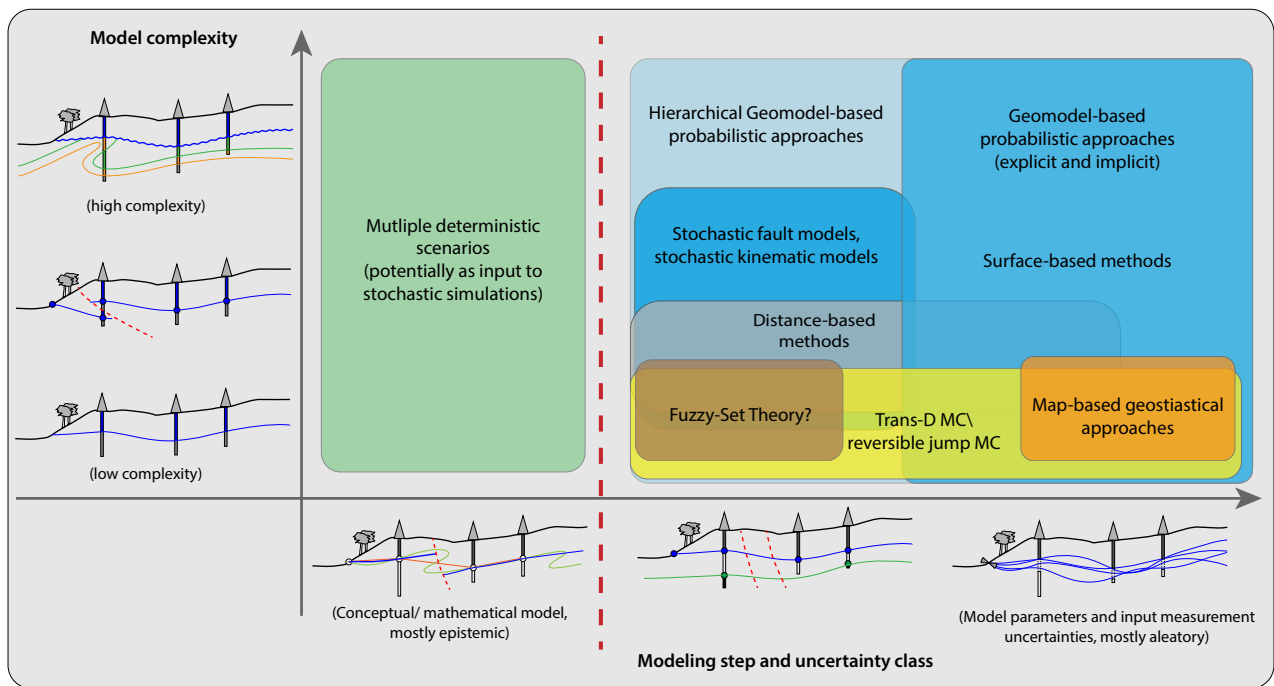 Model complexity
(high complexity)
(low complexity)
Mutliple deterministic
scenarios
(potentially as input to
stochastic simulations)
Hierarchical Geomodel-based
probabilistic approaches
Geomodel-based
probabilistic approaches
(explicit and implicit)
Stochastic fault models,
stochastic kinematic models
Surface-based methods
Distance-based
methods
Fuzzy-Set Theory?
Trans-D MC\
reversible jump MC
Map-based geostiastical
approaches
(Conceptual/ mathematical model,
mostly epistemic)
(Model parameters and input measurement
uncertainties, mostly aleatory)
Modeling step and uncertainty class